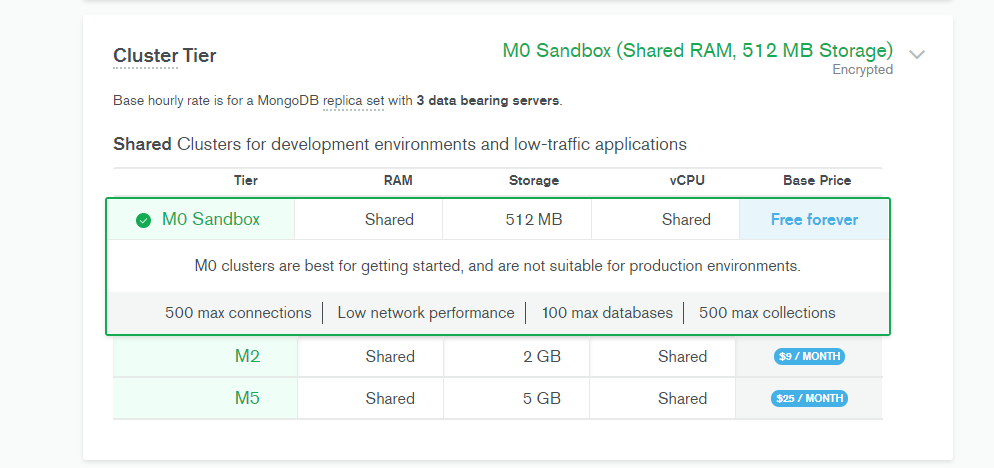 Cluster Tier
M0 Sandbox (Shared RAM, 512 MB Storage)
Encrypted
Base hourly rate is for a MongoDB replica set with 3 data bearing servers.
Shared Clusters for development environments and low-traffic applications
Tier RAM Storage vCPU Base Price
M0 Sandbox Shared 512 MB Shared Free forever
M0 clusters are best for getting started, and are not suitable for production environments.
500 max connections Low network performance 100 max databases 500 max collections
M2 Shared 2 GB Shared $9 / MONTH
M5 Shared 5 GB Shared $25 / MONTH